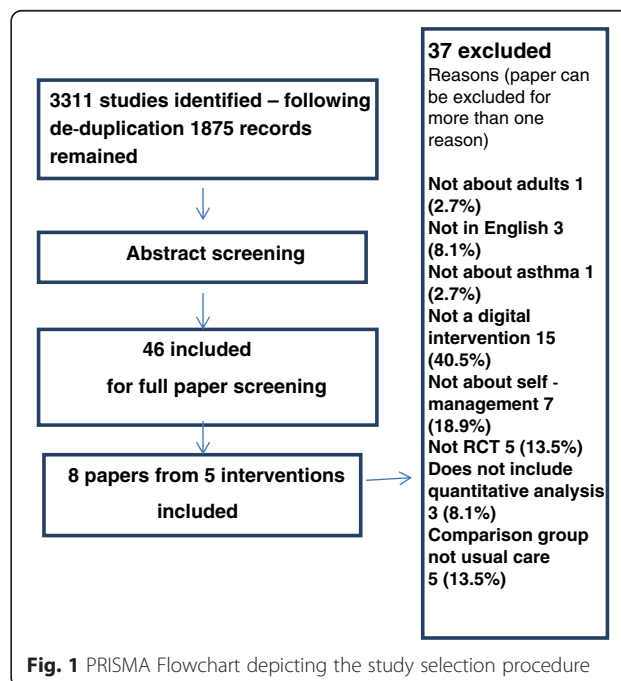 3311 studies identified – following
de-duplication 1875 records
remained
Abstract screening
46 included
for full paper screening
8 papers from 5 interventions
included
37 excluded
Reasons (paper can
be excluded for
more than one
reason)
Not about adults 1
(2.7%)
Not in English 3
(8.1%)
Not about asthma 1
(2.7%)
Not a digital
intervention 15
(40.5%)
Not about self -
management 7
(18.9%)
Not RCT 5 (13.5%)
Does not include
quantitative analysis
3 (8.1%)
Comparison group
not usual care
5 (13.5%)
Fig. 1 PRISMA Flowchart depicting the study selection procedure